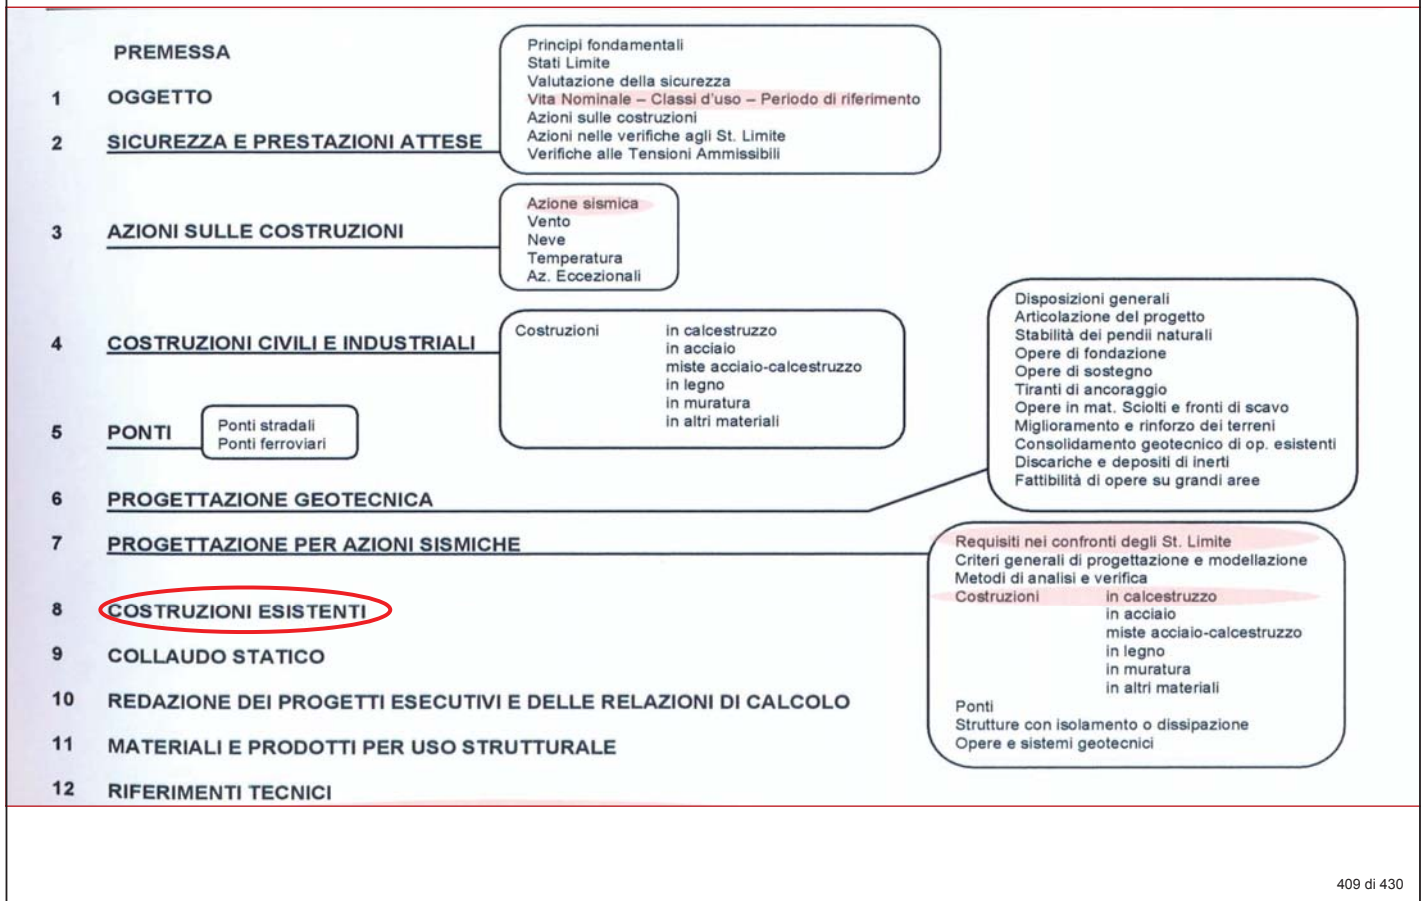 PREMESSA
1 OGGETTO
2 SICUREZZA E PRESTAZIONI ATTESE
Principi fondamentali
Stati Limite
Valutazione della sicurezza
Vita Nominale – Classi d'uso – Periodo di riferimento
Azioni sulle costruzioni
Azioni nelle verifiche agli St. Limite
Verifiche alle Tensioni Ammissibili
3 AZIONI SULLE COSTRUZIONI
Azione sismica
Vento
Neve
Temperatura
Az. Eccezionali
4 COSTRUZIONI CIVILI E INDUSTRIALI
Costruzioni in calcestruzzo
in acciaio
miste acciaio-calcestruzzo
in legno
in muratura
in altri materiali
5 PONTI
Ponti stradali
Ponti ferroviari
6 PROGETTAZIONE GEOTECNICA
Disposizioni generali
Articolazione del progetto
Stabilità dei pendii naturali
Opere di fondazione
Opere di sostegno
Tiranti di ancoraggio
Opere in mat. Sciolti e fronti di scavo
Miglioramento e rinforzo dei terreni
Consolidamento geotecnico di op. esistenti
Discariche e depositi di inerti
Fattibilità di opere su grandi aree
7 PROGETTAZIONE PER AZIONI SISMICHE
Requisiti nei confronti degli St. Limite
Criteri generali di progettazione e modellazione
Metodi di analisi e verifica
Costruzioni in calcestruzzo
in acciaio
miste acciaio-calcestruzzo
in legno
in muratura
in altri materiali
Ponti
Strutture con isolamento o dissipazione
Opere e sistemi geotecnici
8 COSTRUZIONI ESISTENTI
9 COLLAUDO STATICO
10 REDAZIONE DEI PROGETTI ESECUTIVI E DELLE RELAZIONI DI CALCOLO
11 MATERIALI E PRODOTTI PER USO STRUTTURALE
12 RIFERIMENTI TECNICI
409 di 430